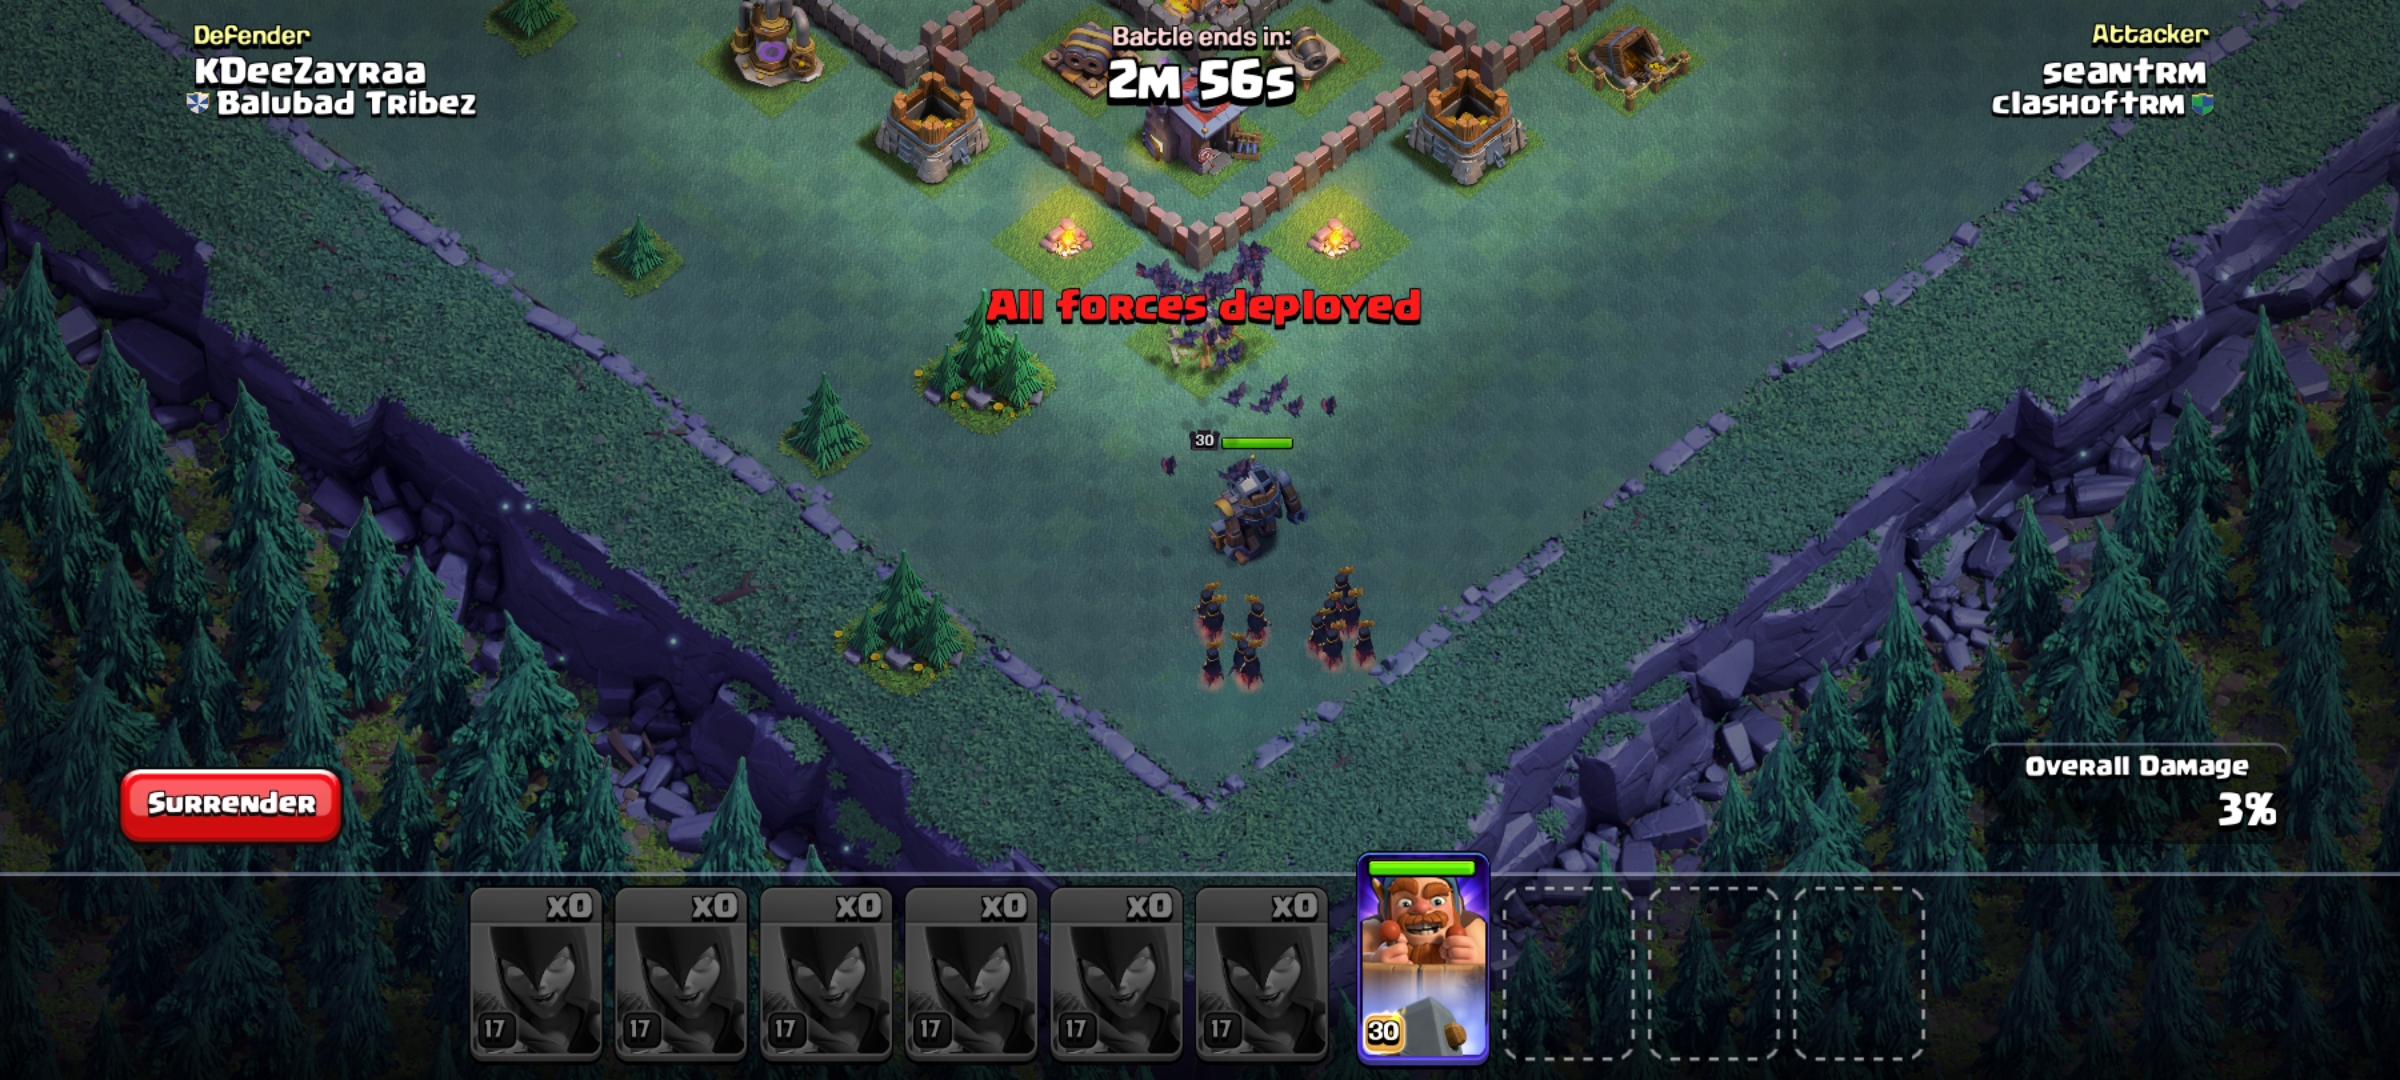 Defender
KDeeZayraa
Balubad Tribez
Battle ends in:
2M 56S
Attacker
seantrm
clashoftrm
All forces deployed
30
Surrender
Overall Damage
3%
x0
x0
x0
x0
x0
x0
17
17
17
17
17
17
30